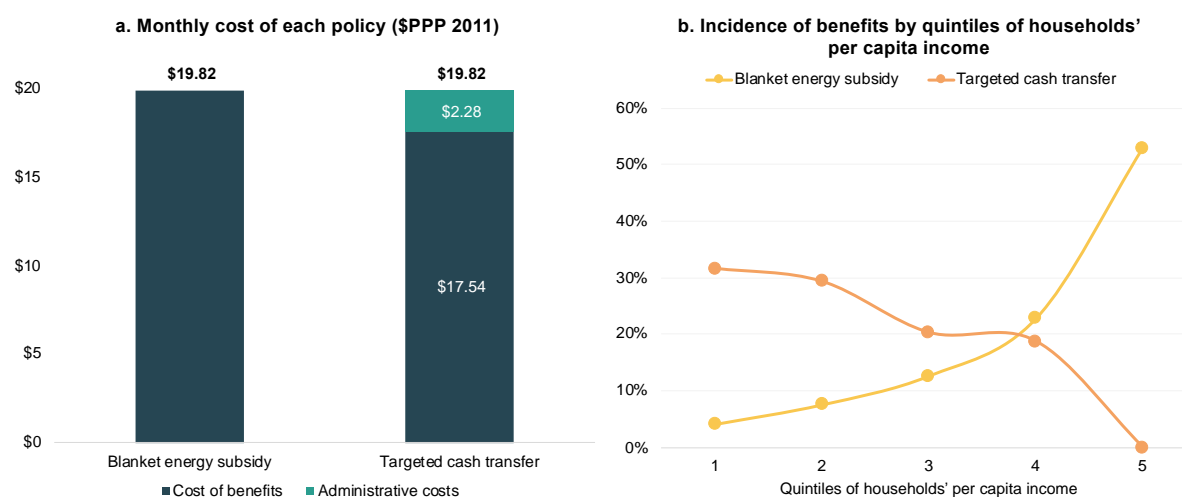 a. Monthly cost of each policy ($PPP 2011)
$19.82
$19.82
$20
$15
$10
$5
$0
$2.28
$17.54
Blanket energy subsidy
Targeted cash transfer
Cost of benefits
Administrative costs
b. Incidence of benefits by quintiles of households’
per capita income
Blanket energy subsidy
Targeted cash transfer
60%
50%
40%
30%
20%
10%
0%
1
2
3
4
5
Quintiles of households’ per capita income